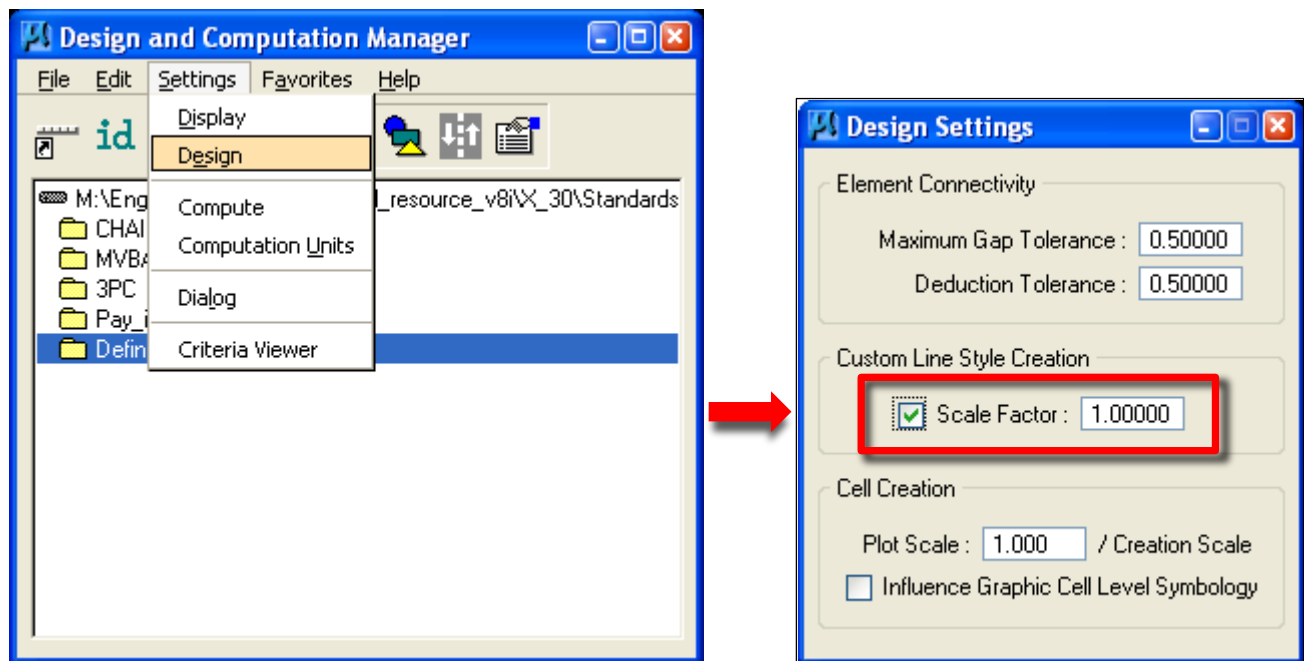 Design and Computation Manager
File Edit Settings Favorites Help
id
Display
Design
Compute
Computation Units
Dialog
Criteria Viewer
M:\Eng l_resource_v8i\X_30\Standards
CHAI
MVBA
3PC
Pay_i
Defin
Design Settings
Element Connectivity
Maximum Gap Tolerance : 0.50000
Deduction Tolerance : 0.50000
Custom Line Style Creation
Scale Factor : 1.00000
Cell Creation
Plot Scale : 1.000 / Creation Scale
Influence Graphic Cell Level Symbology